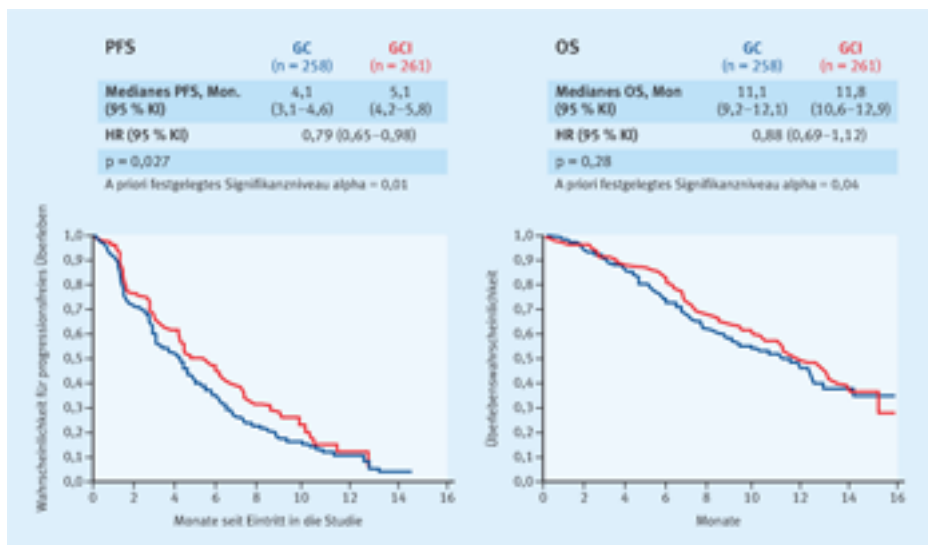 PFS
GC
GCI
(n = 258)
(n = 261)
Medianes PFS, Mon.
(95 % KI)
4,1
(3,1–4,6)
5,1
(4,2–5,8)
HR (95 % KI)
0,79 (0,65–0,98)
p = 0,027
A priori festgelegtes Signifikanzniveau alpha = 0,01
Wahrscheinlichkeit für progressionsfreies Überleben
1,0
0,9
0,8
0,7
0,6
0,5
0,4
0,3
0,2
0,1
0,0
0 2 4 6 8 10 12 14 16
Monate seit Eintritt in die Studie
OS
GC
GCI
(n = 258)
(n = 261)
Medianes OS, Mon
(95 % KI)
11,1
(9,2–12,1)
11,8
(10,6–12,9)
HR (95 % KI)
0,88 (0,69–1,12)
p = 0,28
A priori festgelegtes Signifikanzniveau alpha = 0,04
Überlebenswahrscheinlichkeit
1,0
0,9
0,8
0,7
0,6
0,5
0,4
0,3
0,2
0,1
0,0
0 2 4 6 8 10 12 14 16
Monate